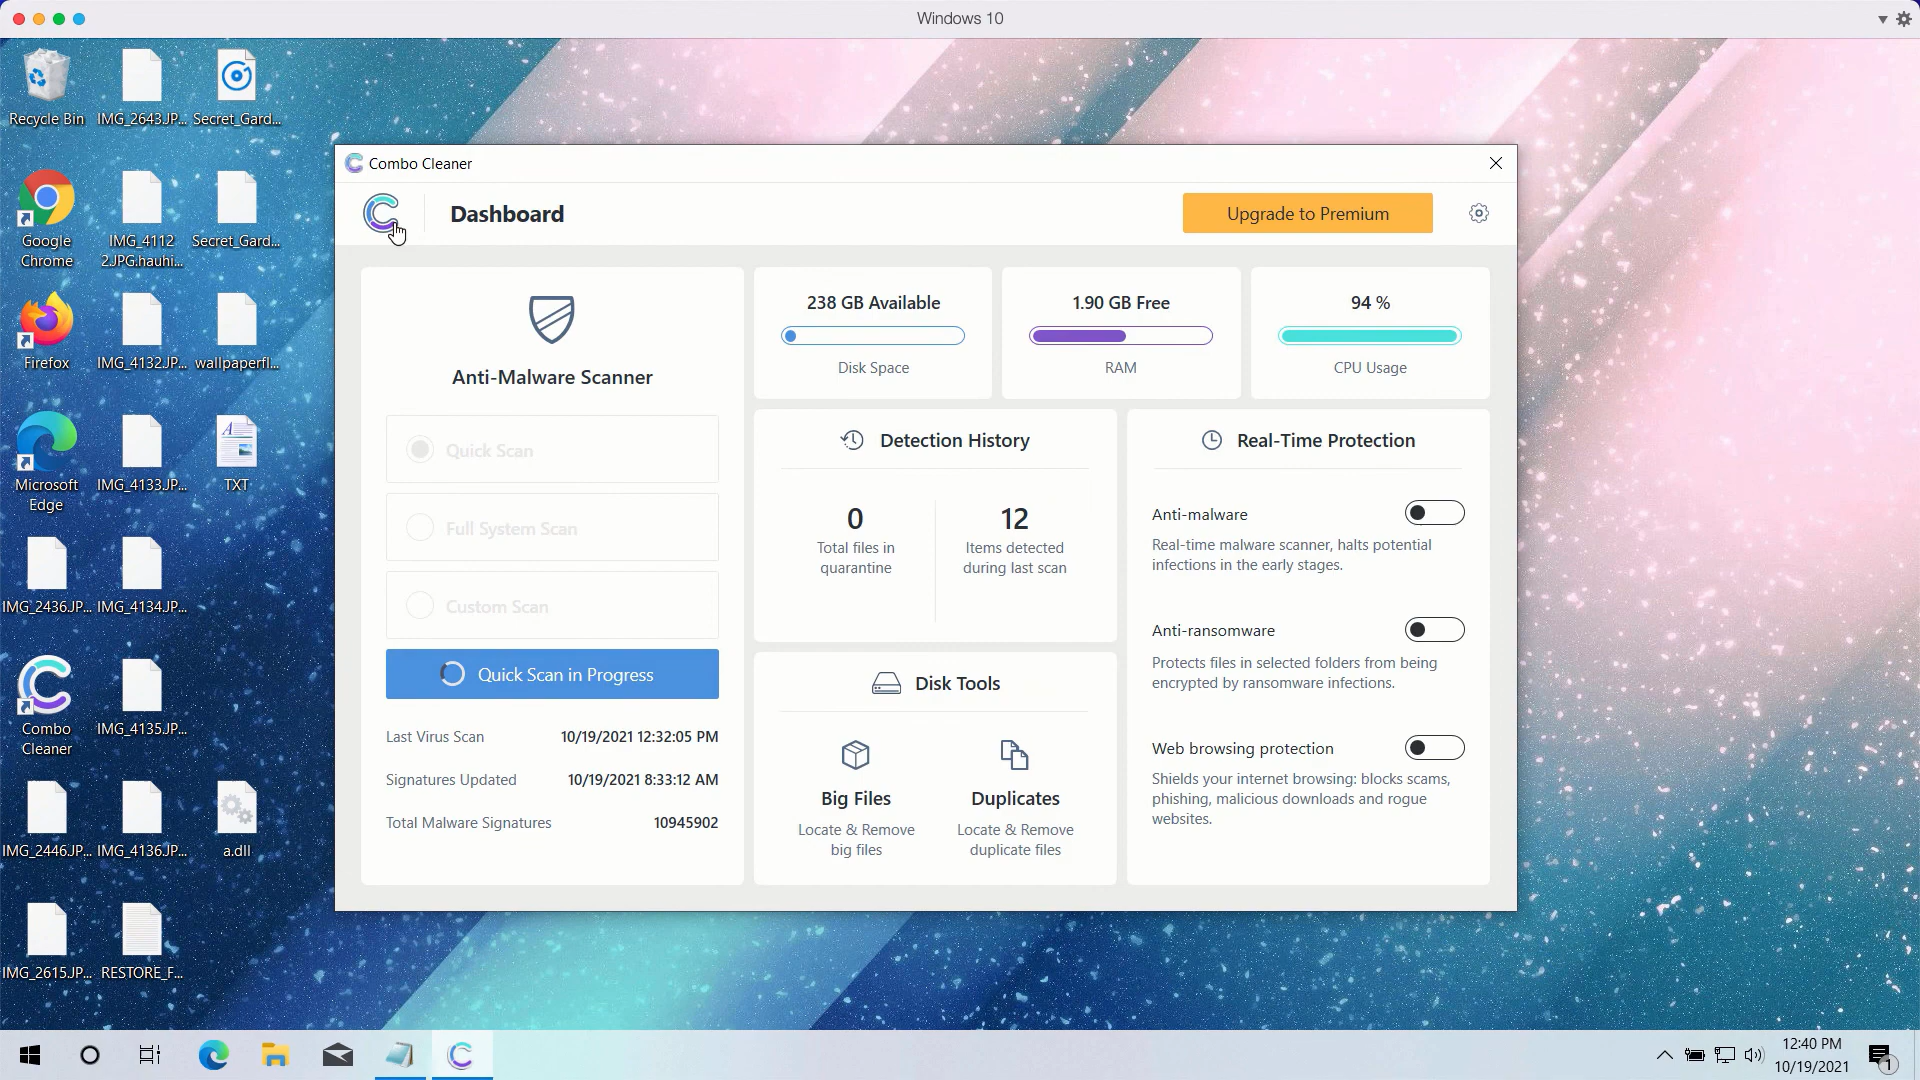 Windows 10
Recycle Bin
IMG_2643.JP...
Secret_Gard...
Google
Chrome
IMG_4112
2.JPG.hauhi...
Secret_Gard...
Firefox
IMG_4132.JP...
wallpaperfl...
Microsoft
Edge
IMG_4133.JP...
TXT
IMG_2436.JP...
IMG_4134.JP...
Combo
Cleaner
IMG_4135.JP...
IMG_2446.JP...
IMG_4136.JP...
a.dll
IMG_2615.JP...
RESTORE_F...
Combo Cleaner
Dashboard
Upgrade to Premium
Anti-Malware Scanner
Quick Scan
Full System Scan
Custom Scan
Quick Scan in Progress
Last Virus Scan 10/19/2021 12:32:05 PM
Signatures Updated 10/19/2021 8:33:12 AM
Total Malware Signatures 10945902
238 GB Available
Disk Space
1.90 GB Free
RAM
94 %
CPU Usage
Detection History
0
Total files in
quarantine
12
Items detected
during last scan
Disk Tools
Big Files
Locate & Remove
big files
Duplicates
Locate & Remove
duplicate files
Real-Time Protection
Anti-malware
Real-time malware scanner, halts potential
infections in the early stages.
Anti-ransomware
Protects files in selected folders from being
encrypted by ransomware infections.
Web browsing protection
Shields your internet browsing: blocks scams,
phishing, malicious downloads and rogue
websites.
12:40 PM
10/19/2021
1